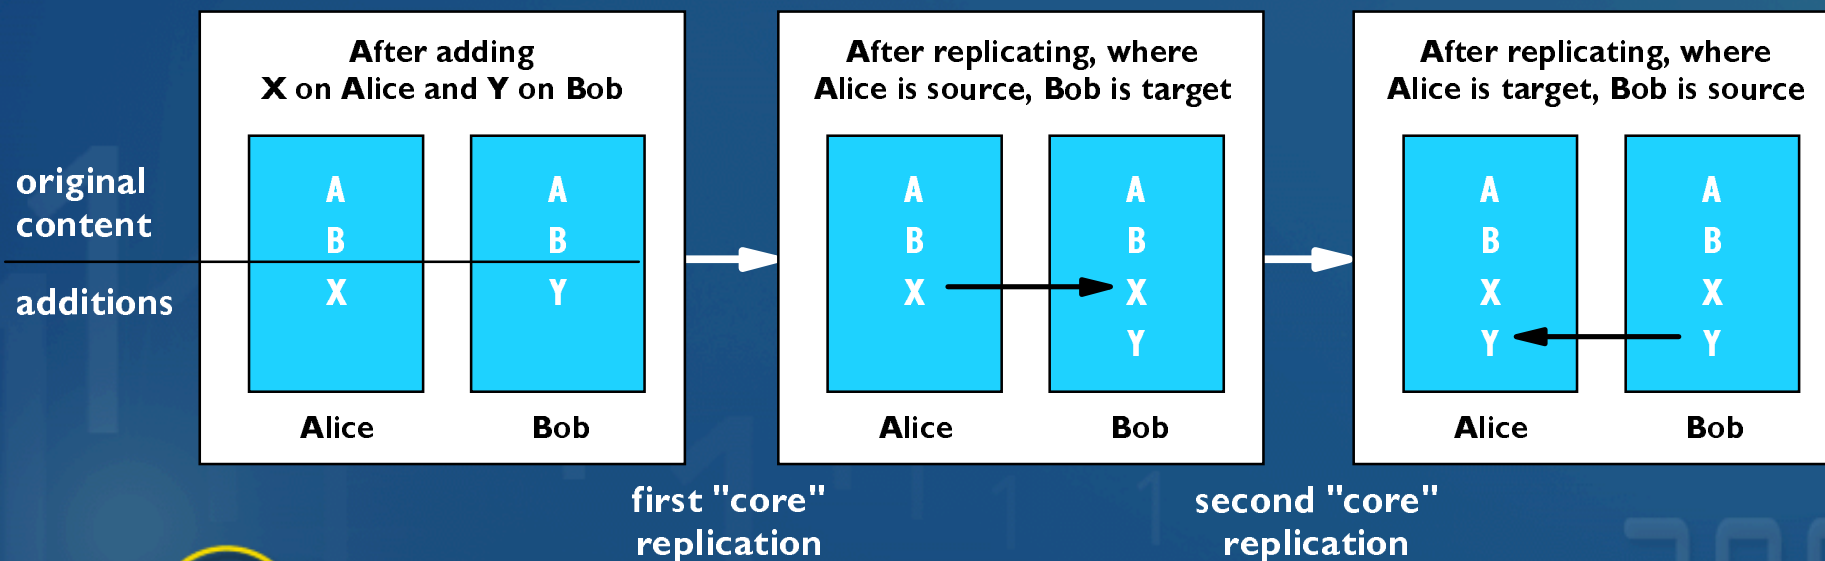 After adding
X on Alice and Y on Bob
original
content
additions
A
B
X
Alice
A
B
Y
Bob
first "core"
replication
After replicating, where
Alice is source, Bob is target
A
B
X
Alice
A
B
X
Y
Bob
second "core"
replication
After replicating, where
Alice is target, Bob is source
A
B
X
Y
Alice
A
B
X
Y
Bob